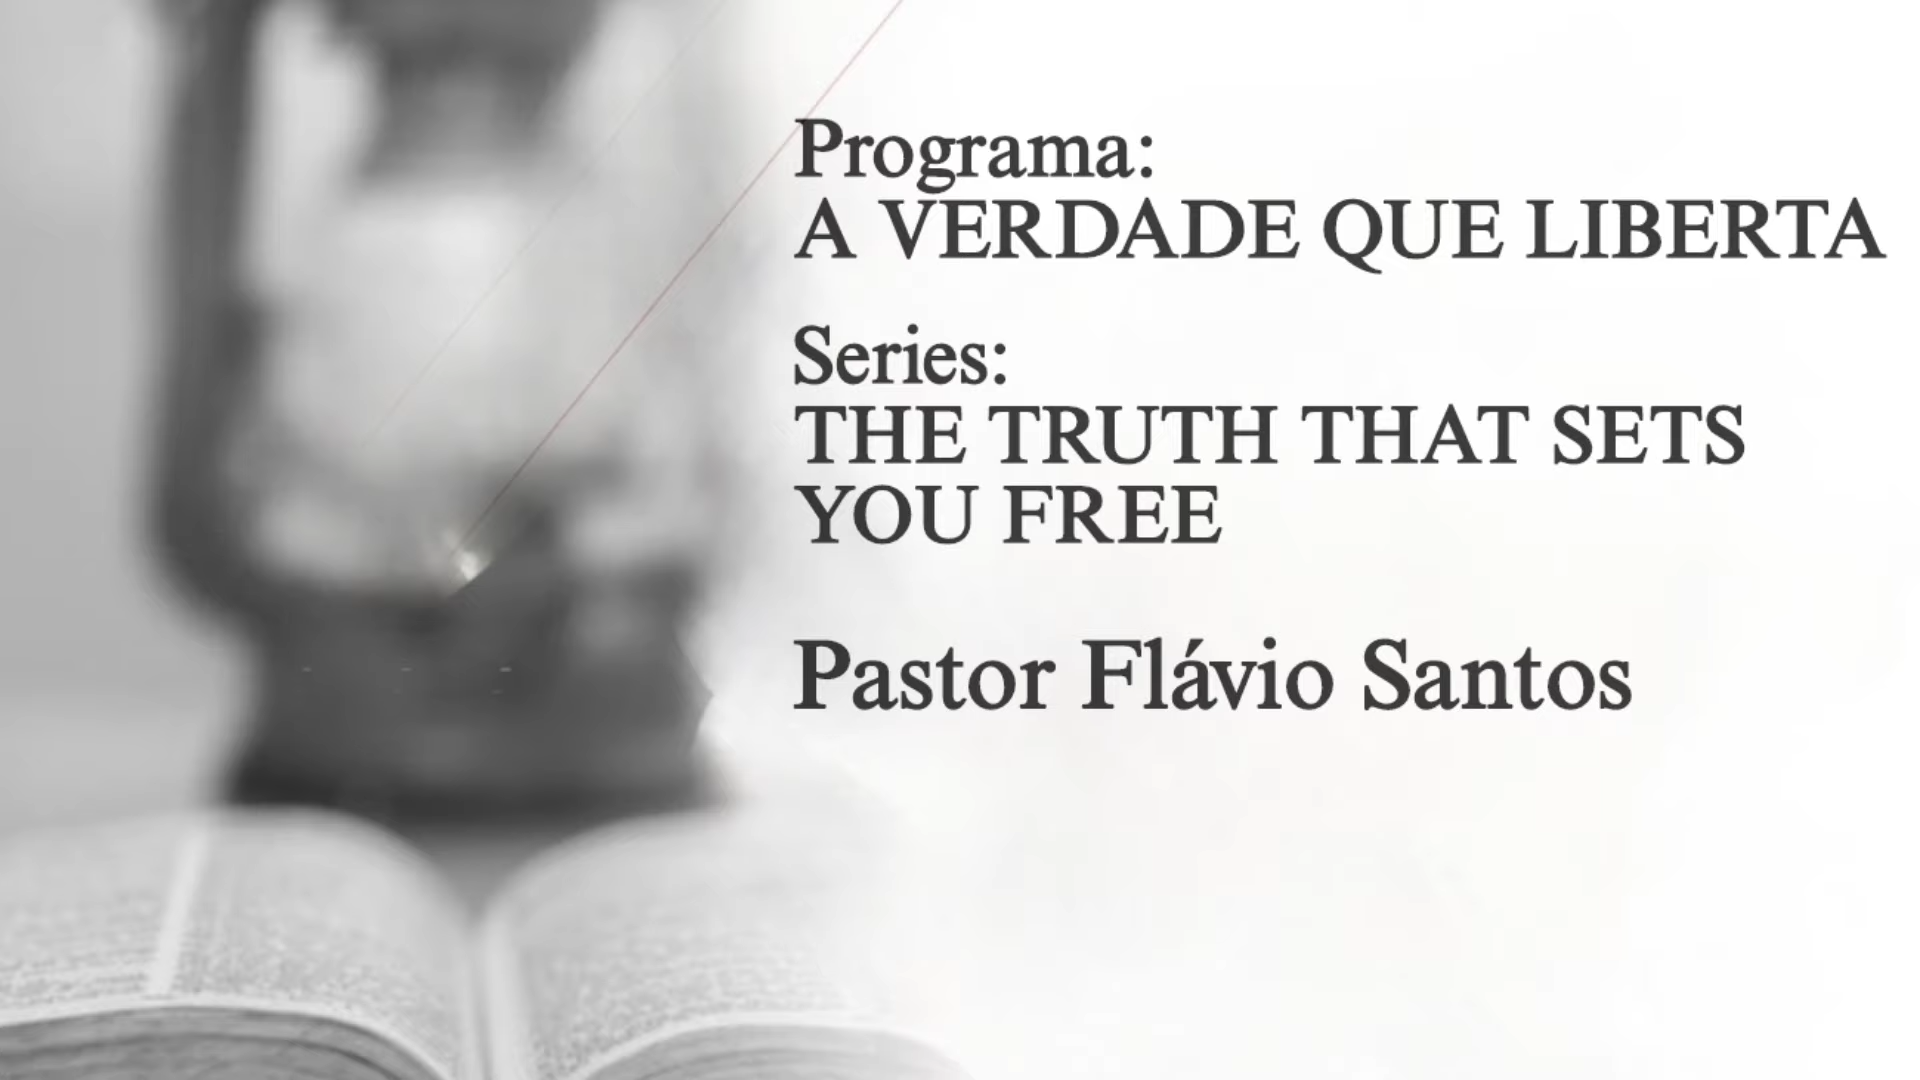 Programa:
A VERDADE QUE LIBERTA
Series:
THE TRUTH THAT SETS
YOU FREE
Pastor Flávio Santos